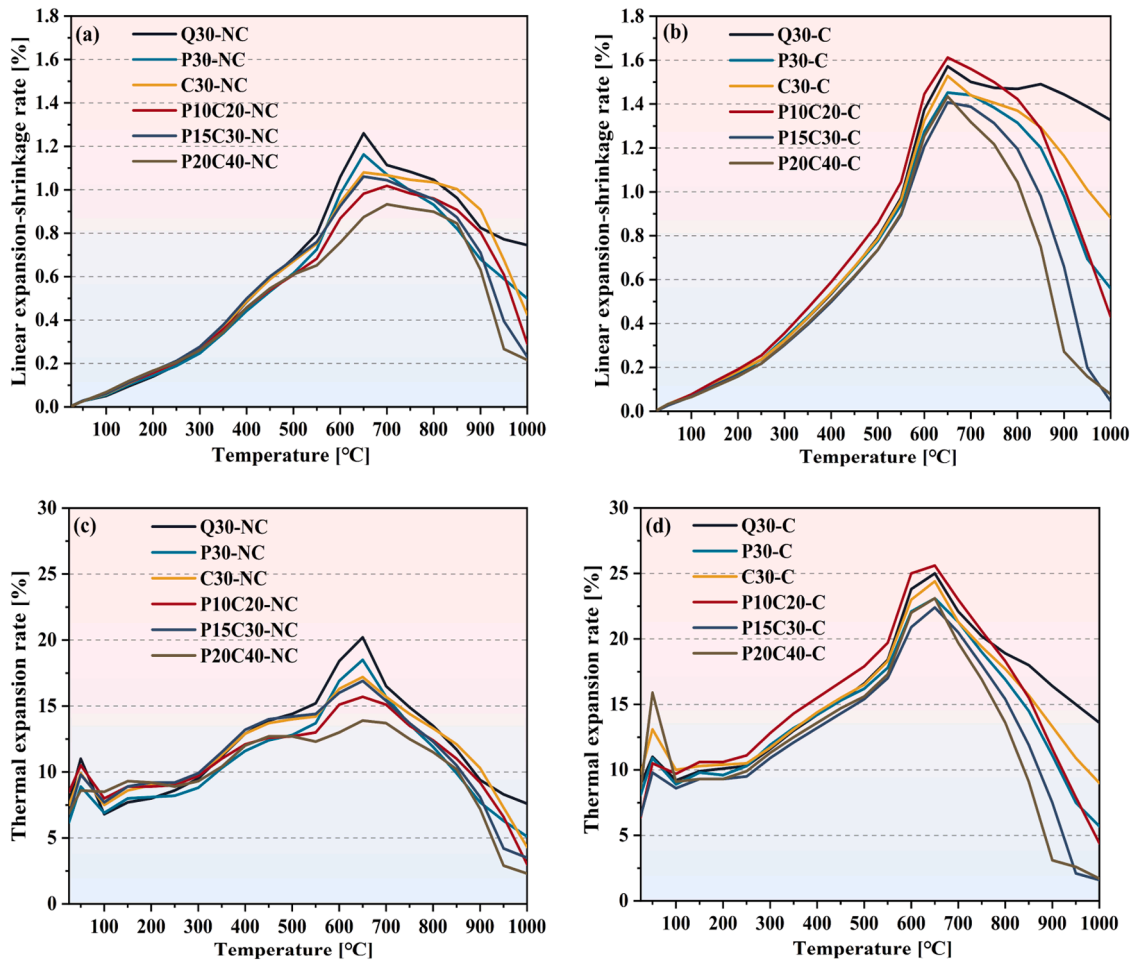 (a)
Q30-NC
P30-NC
C30-NC
P10C20-NC
P15C30-NC
P20C40-NC
Linear expansion-shrinkage rate [%]
1.8
1.6
1.4
1.2
1.0
0.8
0.6
0.4
0.2
0.0
100 200 300 400 500 600 700 800 900 1000
Temperature [°C]
(b)
Q30-C
P30-C
C30-C
P10C20-C
P15C30-C
P20C40-C
Linear expansion-shrinkage rate [%]
1.8
1.6
1.4
1.2
1.0
0.8
0.6
0.4
0.2
0.0
100 200 300 400 500 600 700 800 900 1000
Temperature [°C]
(c)
Q30-NC
P30-NC
C30-NC
P10C20-NC
P15C30-NC
P20C40-NC
Thermal expansion rate [%]
30
25
20
15
10
5
0
100 200 300 400 500 600 700 800 900 1000
Temperature [°C]
(d)
Q30-C
P30-C
C30-C
P10C20-C
P15C30-C
P20C40-C
Thermal expansion rate [%]
30
25
20
15
10
5
0
100 200 300 400 500 600 700 800 900 1000
Temperature [°C]